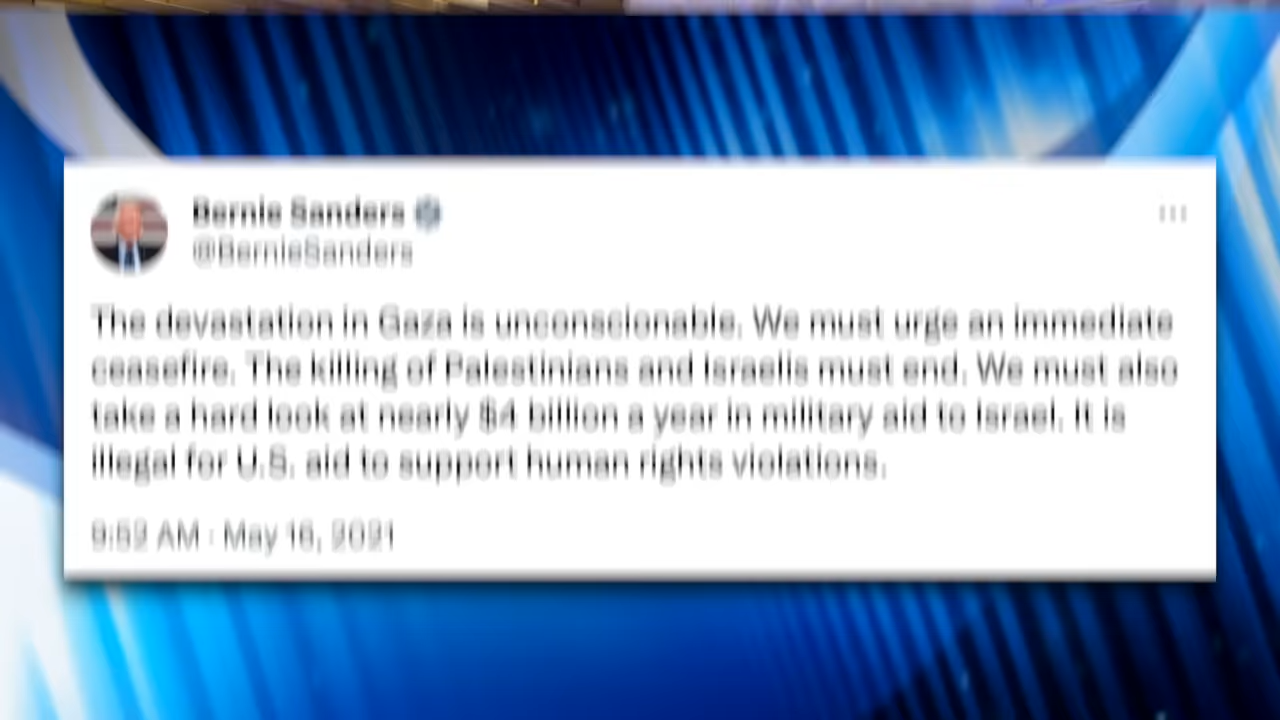 Bernie Sanders
@BernieSanders
The devastation in Gaza is unconscionable. We must urge an immediate
ceasefire. The killing of Palestinians and Israelis must end. We must also
take a hard look at nearly $4 billion a year in military aid to Israel. It is
illegal for U.S. aid to support human rights violations.
9:52 AM · May 16, 2021